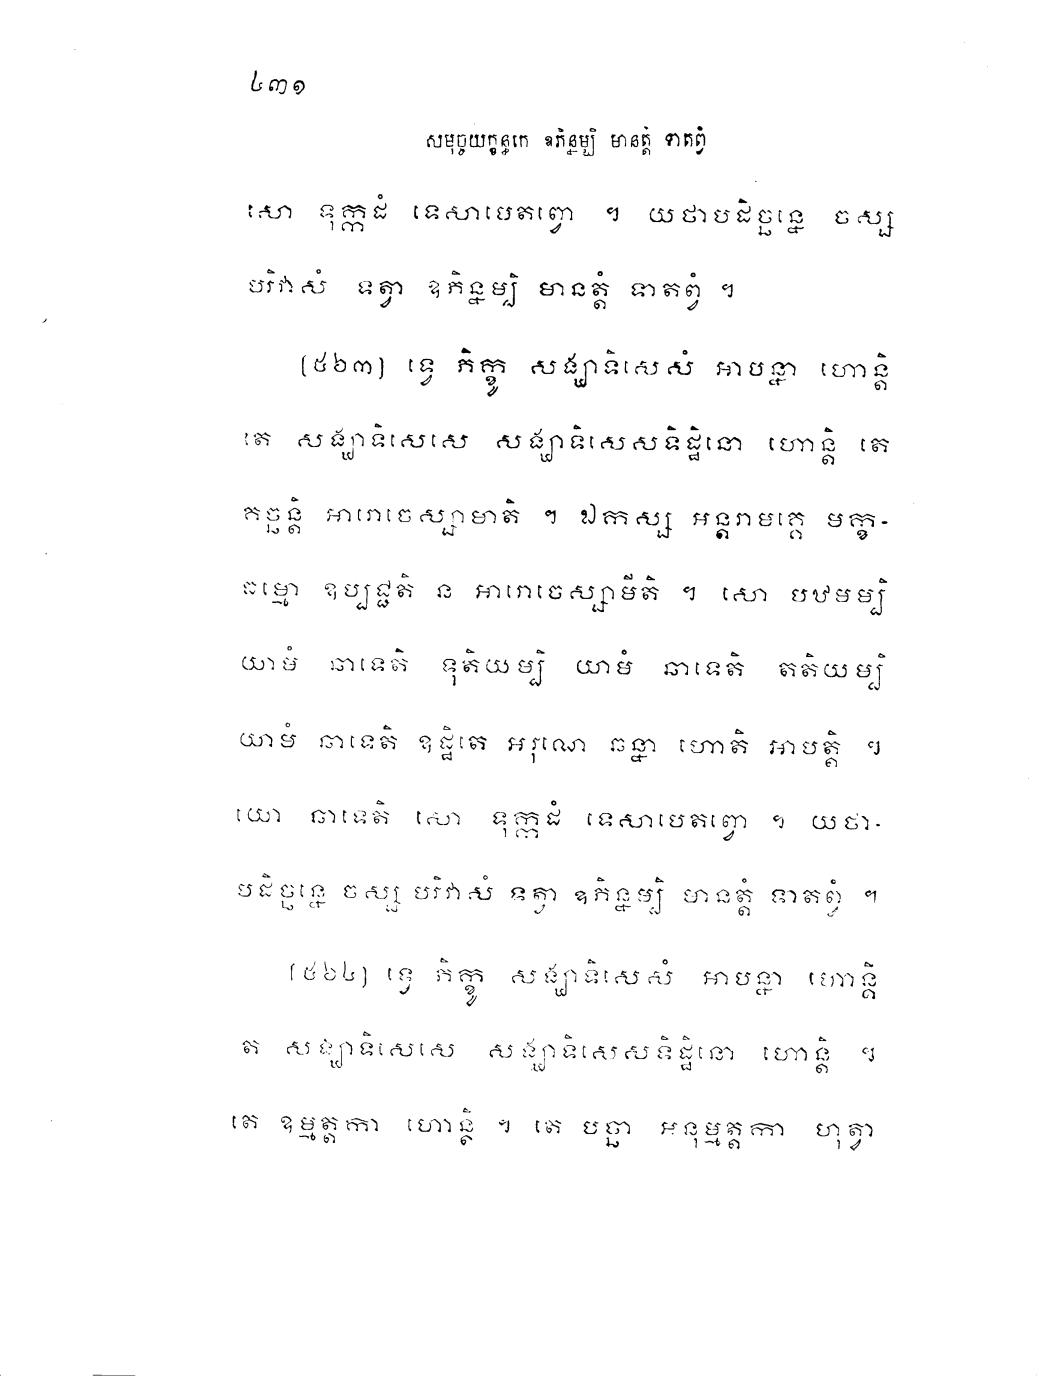 ៤៣១
សមុច្ចយក្ខន្ធកេ ឧភិន្នម្បិ មានត្តំ ទាតព្វំ
សោ ទុក្កដំ ទេសាបេតព្វោ ។ យថាបដិច្ឆន្នេ ចស្ស
បរិវាសំ ទត្វា ឧភិន្នម្បិ មានត្តំ ទាតព្វំ ។
(៥៦៣) ទ្វេ ភិក្ខូ សង្ឃាទិសេសំ អាបន្នា ហោន្តិ
តេ សង្ឃាទិសេសេ សង្ឃាទិសេសទិដ្ឋិនោ ហោន្តិ តេ
គច្ឆន្តិ អារោចេស្សាមាតិ ។ ឯកស្ស អន្តរាមគ្គេ មក្ខ-
ធម្មោ ឧប្បជ្ជតិ ន អារោចេស្សាមីតិ ។ សោ បឋមម្បិ
យាមំ ឆាទេតិ ទុតិយម្បិ យាមំ ឆាទេតិ តតិយម្បិ
យាមំ ឆាទេតិ ឧដ្ឋិតេ អរុណេ ឆន្នា ហោតិ អាបត្តិ ។
យោ ឆាទេតិ សោ ទុក្កដំ ទេសាបេតព្វោ ។ យថា-
បដិច្ឆន្នេ ចស្ស បរិវាសំ ទត្វា ឧភិន្នម្បិ មានត្តំ ទាតព្វំ ។
(៥៦៤) ទ្វេ ភិក្ខូ សង្ឃាទិសេសំ អាបន្នា ហោន្តិ
ត សង្ឃាទិសេសេ សង្ឃាទិសេសទិដ្ឋិនោ ហោន្តិ ។
តេ ឧម្មត្តកា ហោន្តិ ។ តេ បច្ឆា អនុម្មត្តកា ហុត្វា